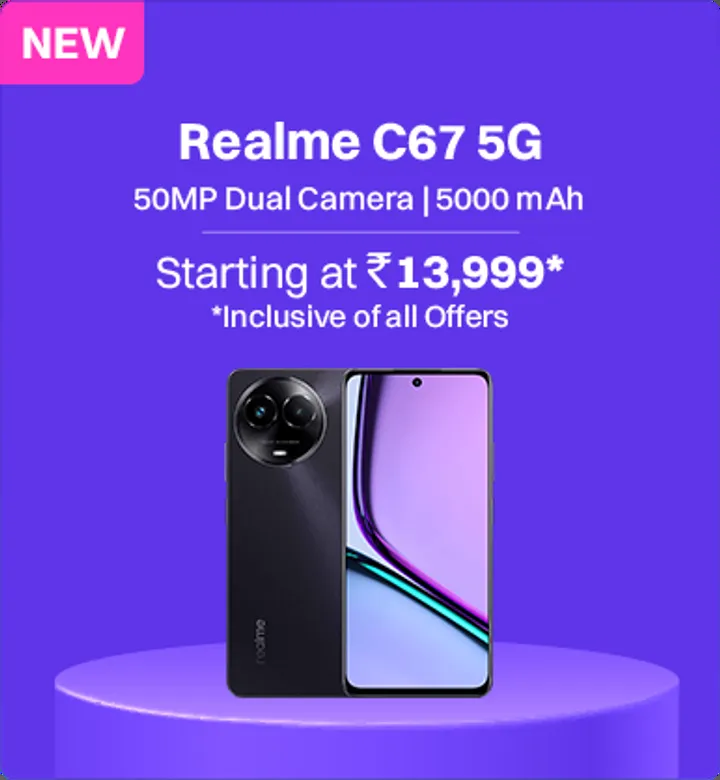 NEW
Realme C67 5G
50MP Dual Camera | 5000 mAh
Starting at ₹13,999*
*Inclusive of all Offers
realme